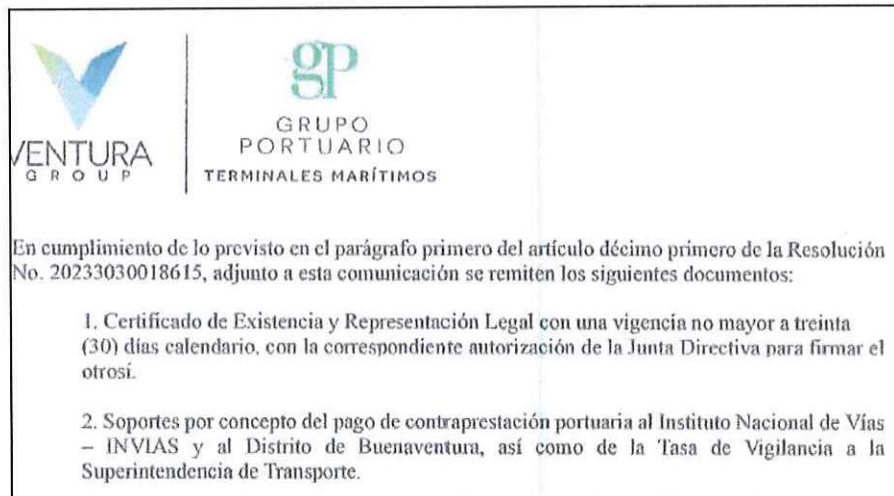 VENTURA
GROUP
gp
GRUPO
PORTUARIO
TERMINALES MARÍTIMOS
En cumplimiento de lo previsto en el parágrafo primero del artículo décimo primero de la Resolución
No. 20233030018615, adjunto a esta comunicación se remiten los siguientes documentos:
1. Certificado de Existencia y Representación Legal con una vigencia no mayor a treinta
(30) días calendario, con la correspondiente autorización de la Junta Directiva para firmar el
otrosí.
2. Soportes por concepto del pago de contraprestación portuaria al Instituto Nacional de Vías
– INVIAS y al Distrito de Buenaventura, así como de la Tasa de Vigilancia a la
Superintendencia de Transporte.